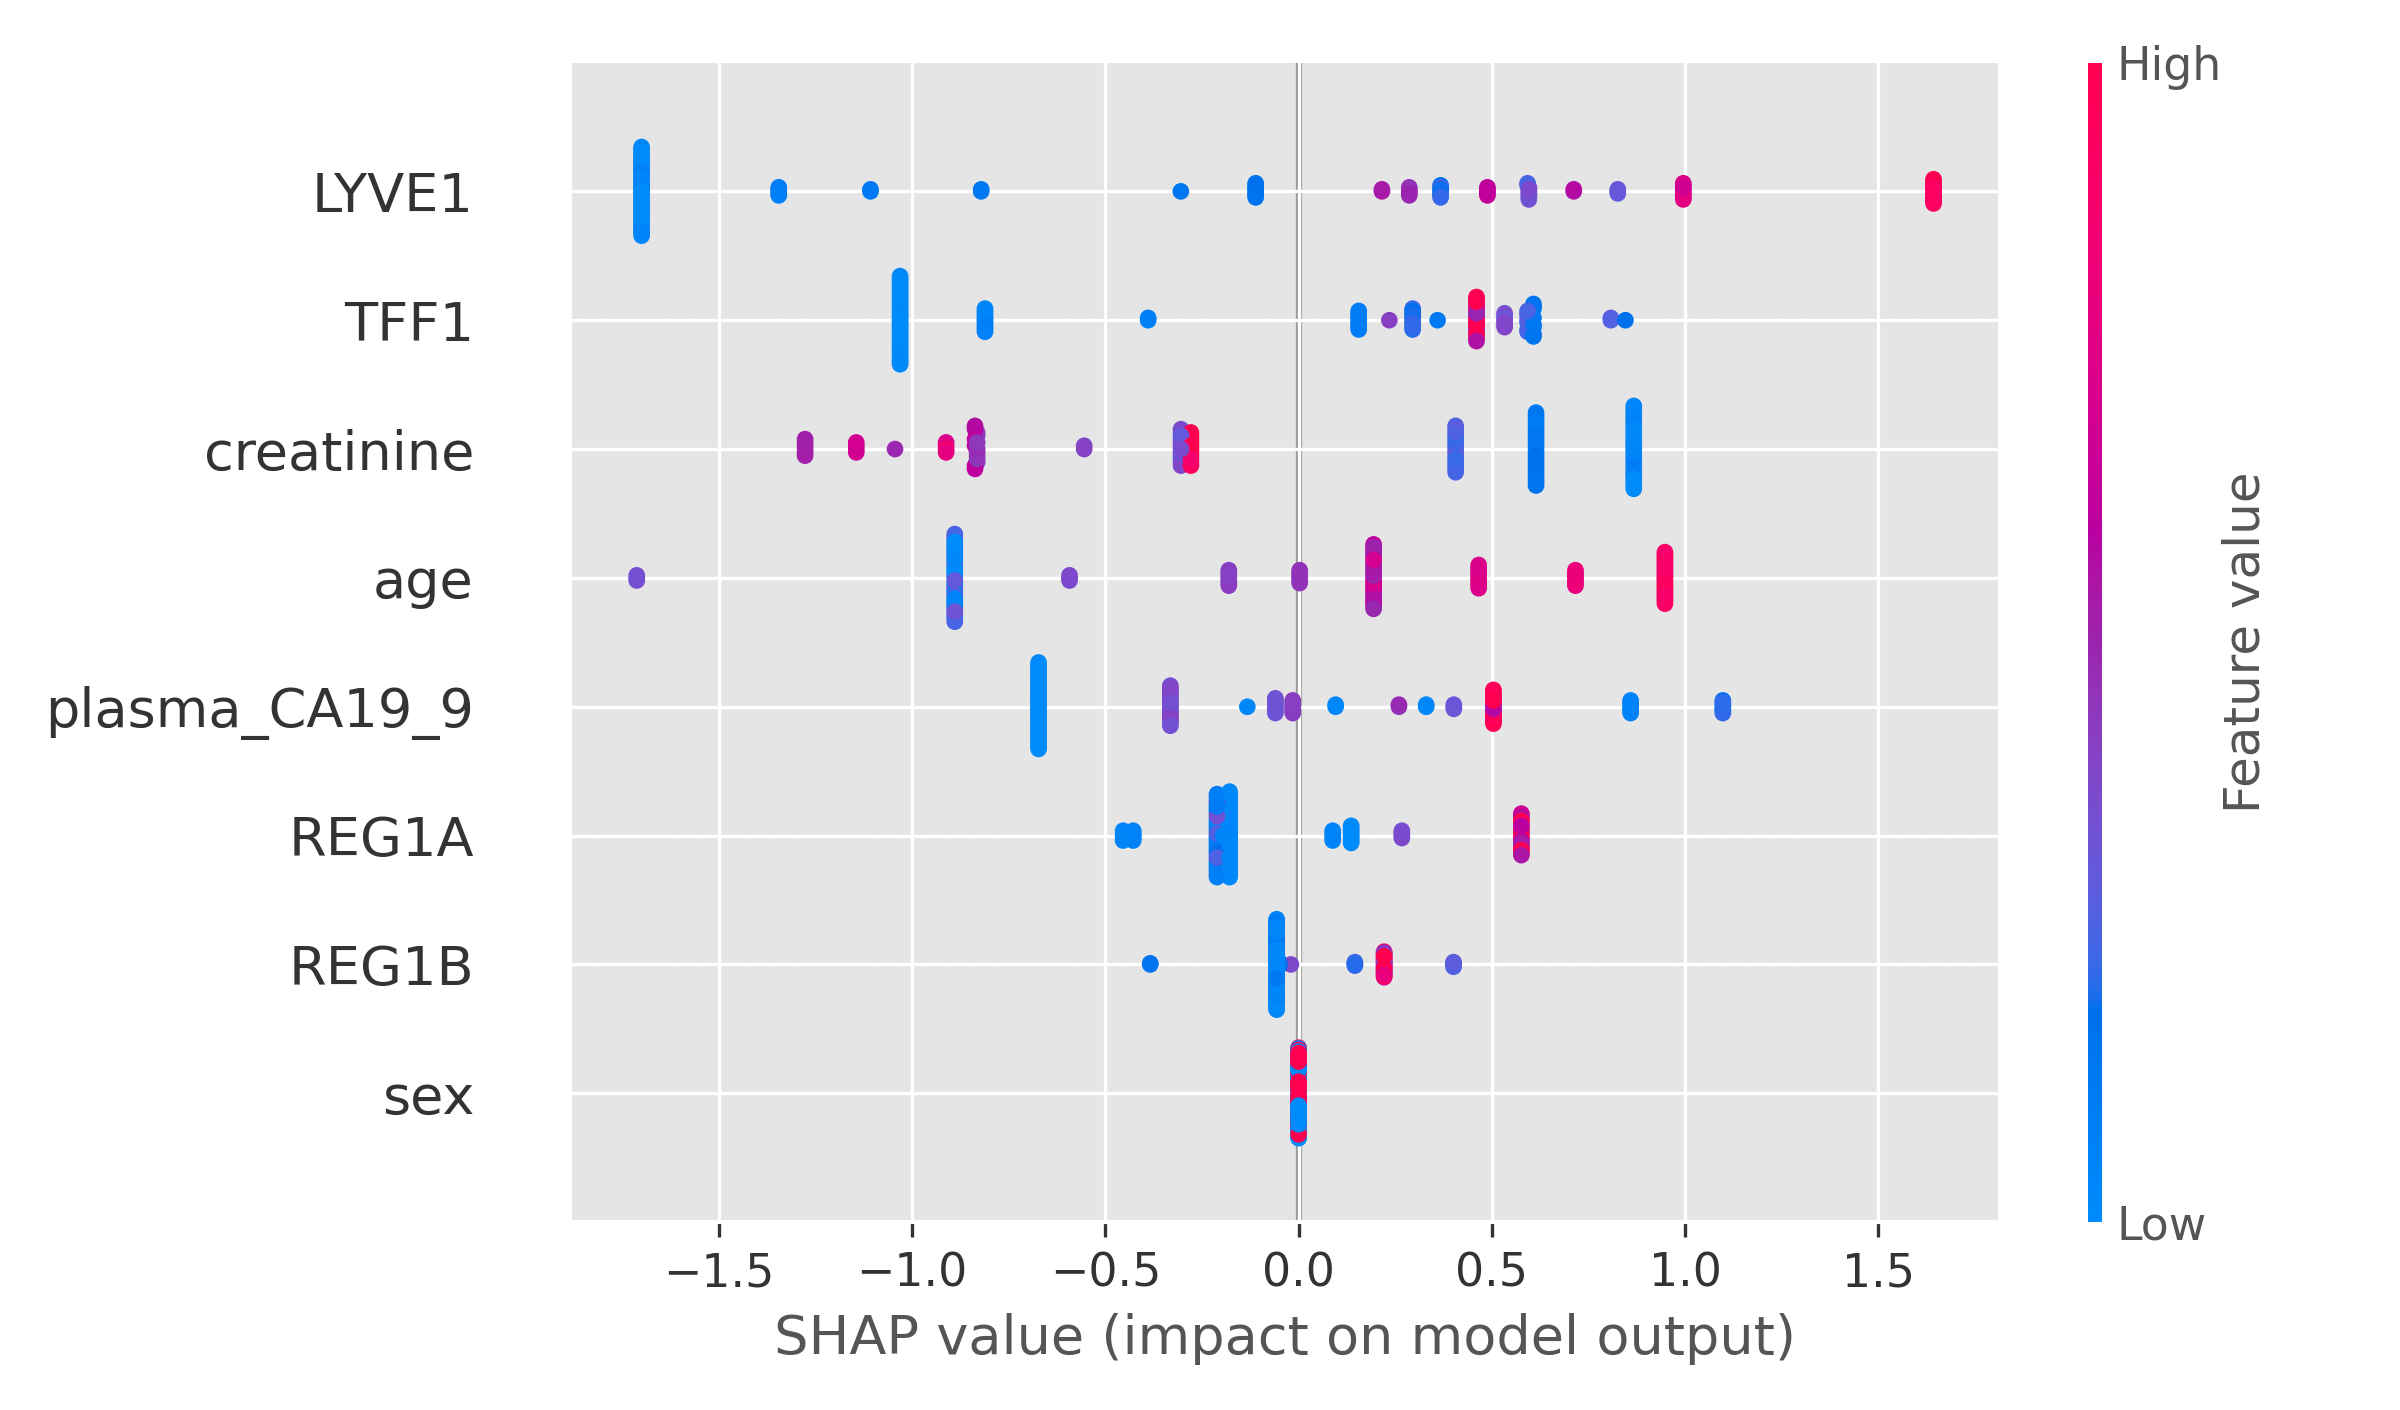 High
LYVE1
TFF1
creatinine
age
plasma_CA19_9
REG1A
REG1B
sex
Feature value
Low
−1.5 −1.0 −0.5 0.0 0.5 1.0 1.5
SHAP value (impact on model output)